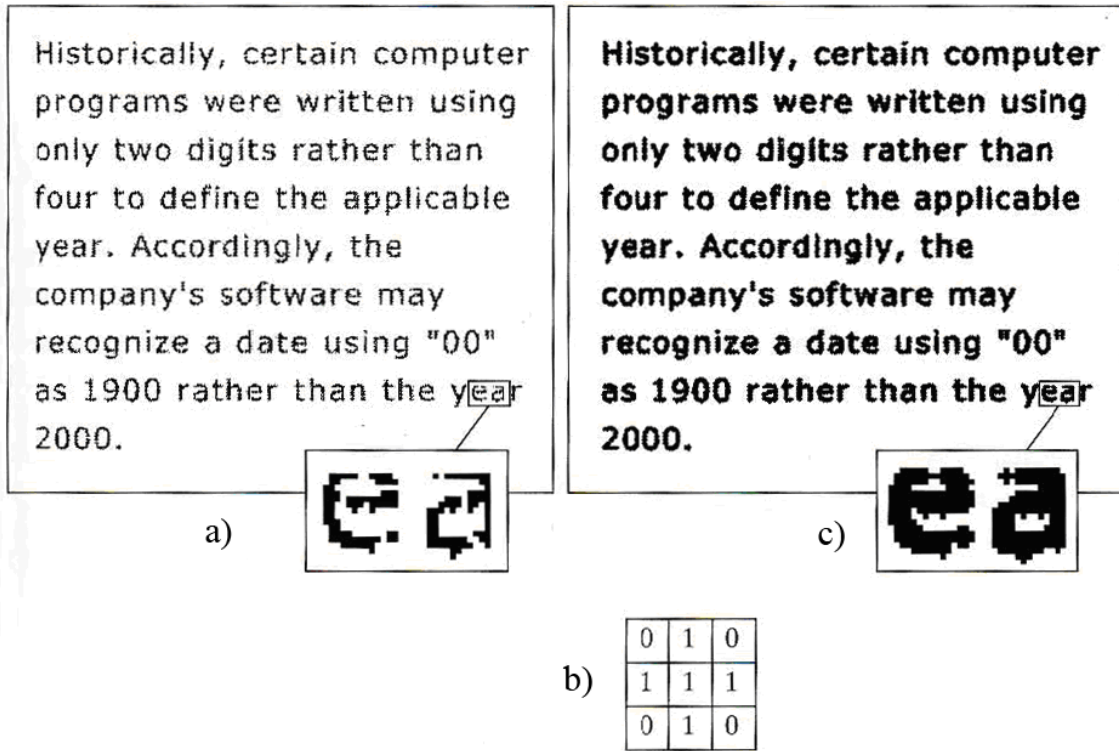 Historically, certain computer
programs were written using
only two digits rather than
four to define the applicable
year. Accordingly, the
company's software may
recognize a date using "00"
as 1900 rather than the year
2000.
ea
a)
Historically, certain computer
programs were written using
only two digits rather than
four to define the applicable
year. Accordingly, the
company's software may
recognize a date using "00"
as 1900 rather than the year
2000.
ea
c)
b)
0 1 0
1 1 1
0 1 0